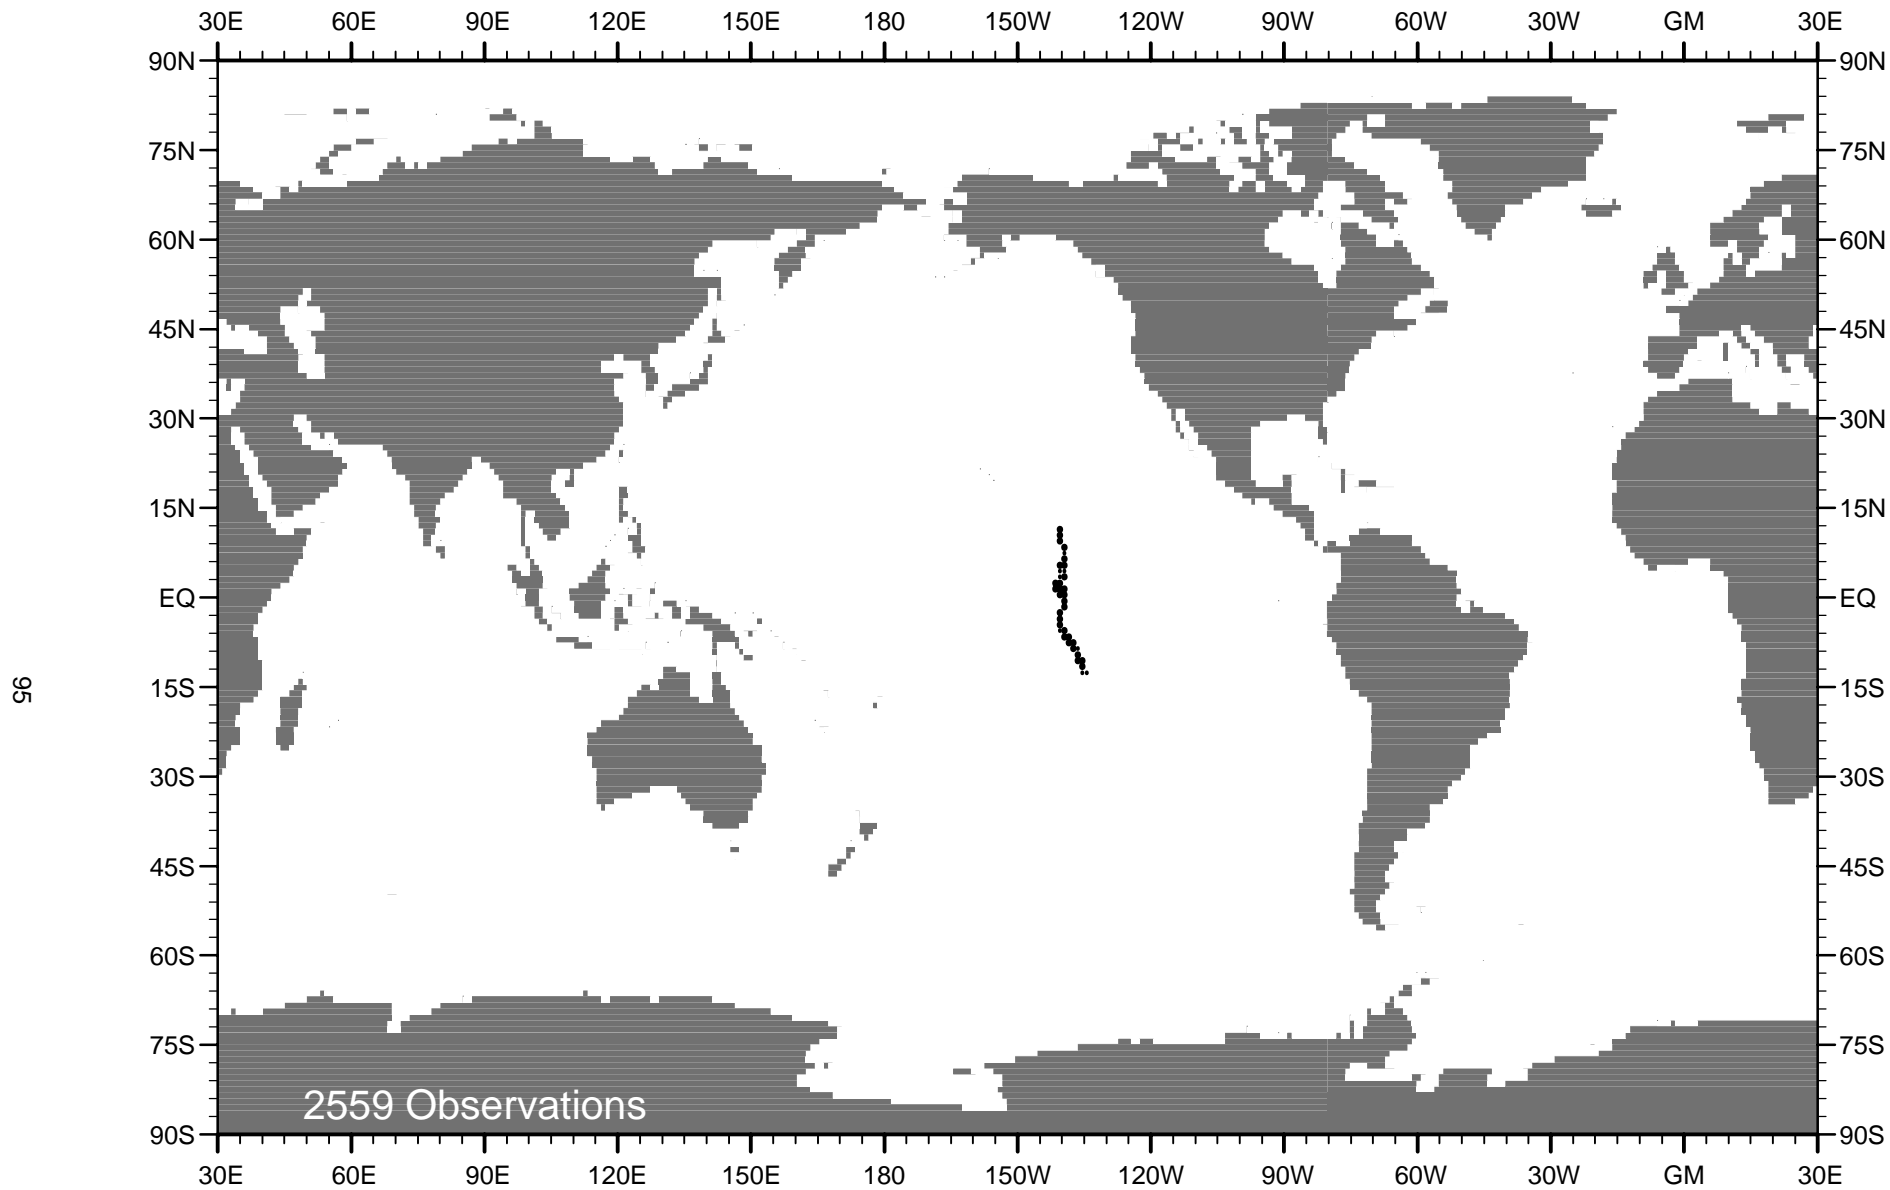 30E 60E 90E 120E 150E 180 150W 120W 90W 60W 30W GM 30E
90N 90N
75N 75N
60N 60N
45N 45N
30N 30N
15N 15N
EQ EQ
15S 15S
30S 30S
45S 45S
60S 60S
75S 75S
90S 90S
2559 Observations
30E 60E 90E 120E 150E 180 150W 120W 90W 60W 30W GM 30E
95